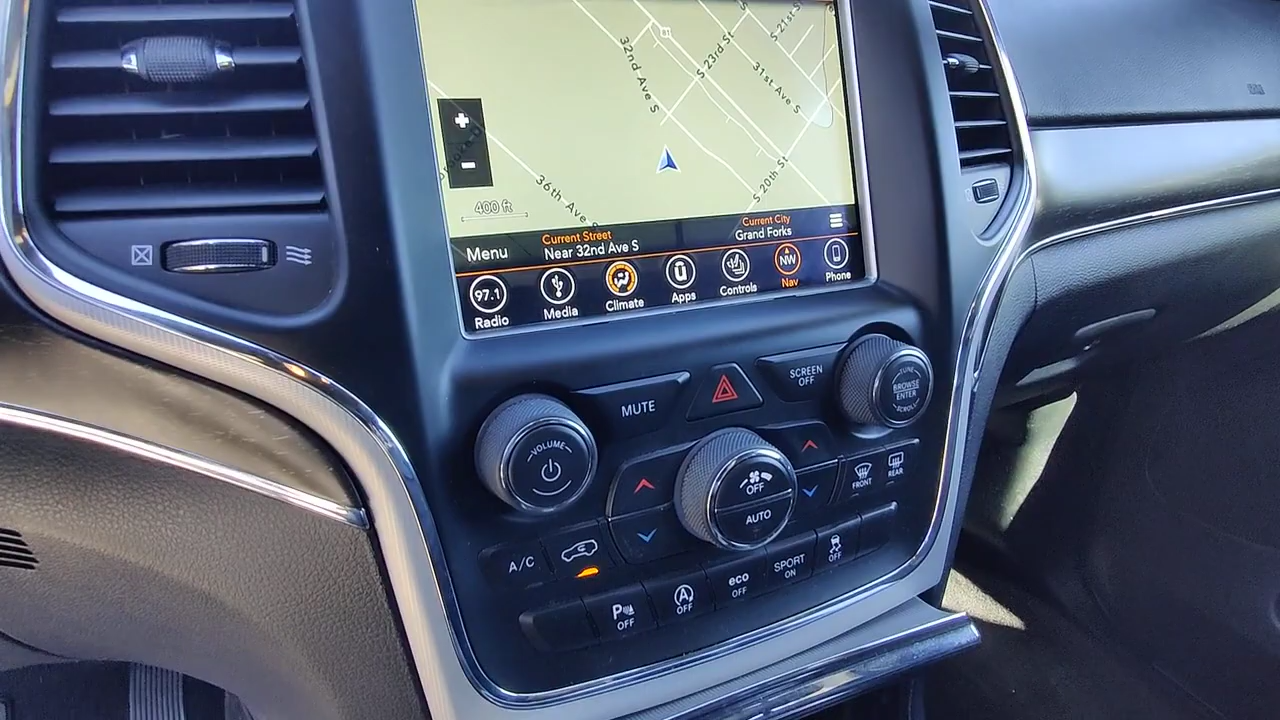 S 21st S
32nd Ave S
S 23rd St
31st Ave S
36th Ave S
S 20th St
+
-
400 ft
Menu
Current Street
Near 32nd Ave S
Current City
Grand Forks
97.1
Radio
Media
Climate
Apps
Controls
NW
Nav
Phone
MUTE
SCREEN
OFF
TUNE
BROWSE
ENTER
SCROLL
VOLUME
OFF
AUTO
FRONT
REAR
A/C
P
OFF
A
OFF
eco
OFF
SPORT
ON
OFF